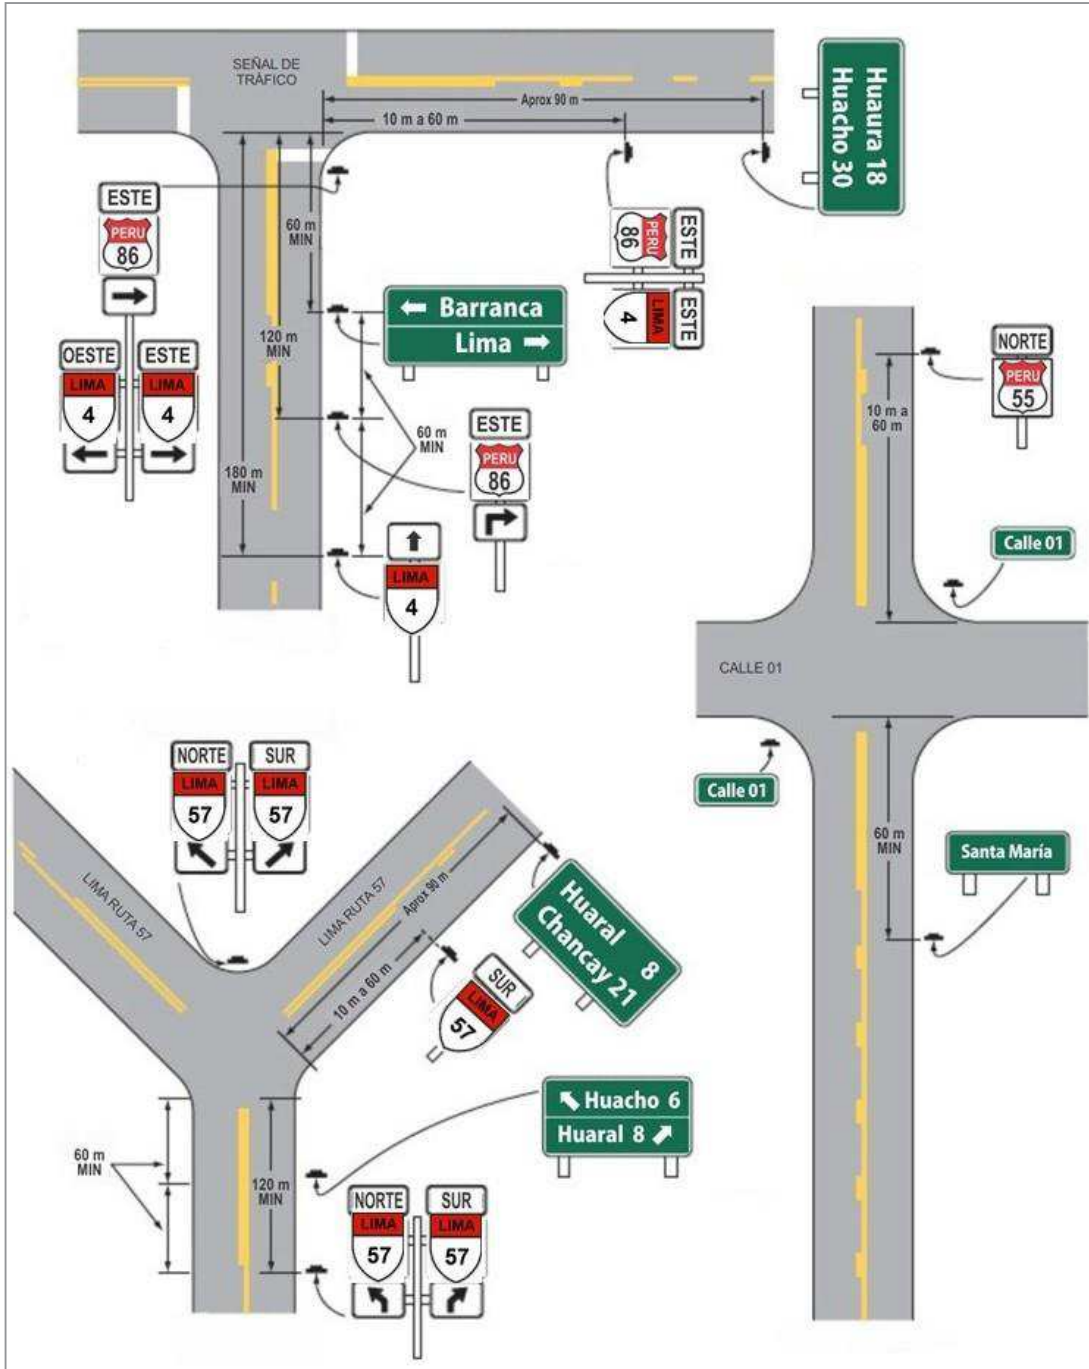 SEÑAL DE
TRÁFICO
Aprox 90 m
10 m a 60 m
Huaura 18
Huacho 30
ESTE
PERU
86
60 m
MIN
ESTE
PERU
86
ESTE
LIMA
4
← Barranca
Lima →
120 m
MIN
OESTE
LIMA
4
ESTE
LIMA
4
60 m
MIN
ESTE
PERU
86
180 m
MIN
LIMA
4
NORTE
PERU
55
10 m a
60 m
Calle 01
CALLE 01
Calle 01
60 m
MIN
Santa María
NORTE
LIMA
57
SUR
LIMA
57
LIMA RUTA 57
LIMA RUTA 57
Aprox 90 m
10 m a 60 m
Huaral 8
Chancay 21
SUR
LIMA
57
Huacho 6
Huaral 8
60 m
MIN
120 m
MIN
NORTE
LIMA
57
SUR
LIMA
57